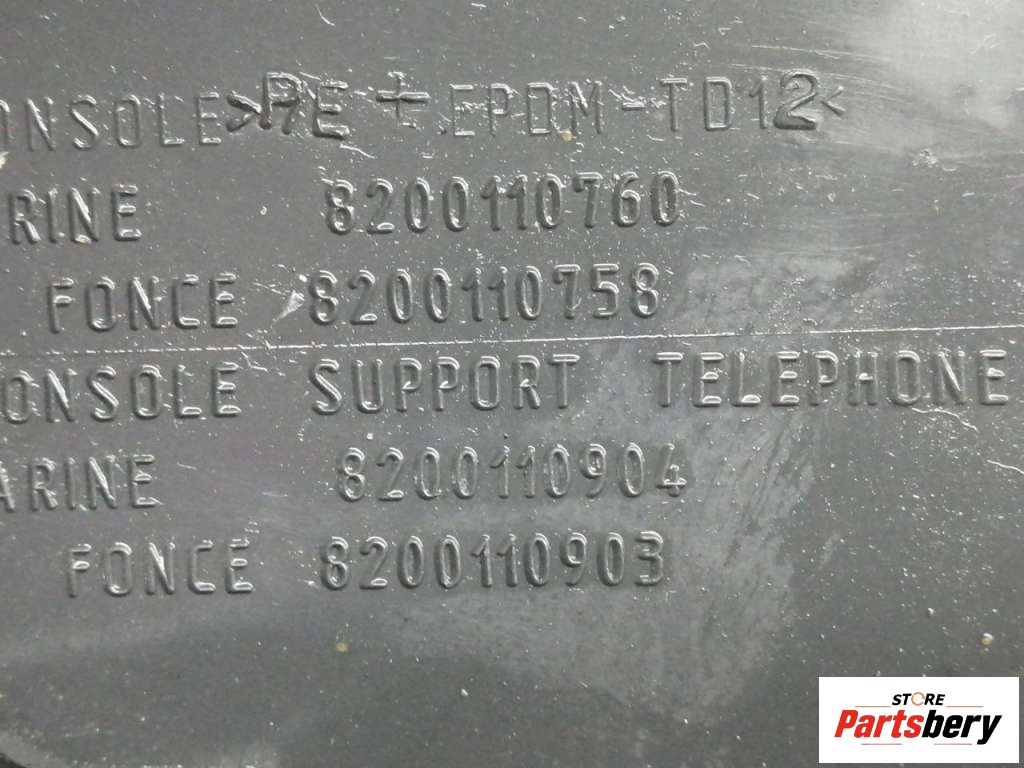 ONSOLE >PE + EPDM-TD12<
RINE 8200110760
FONCE 8200110758
ONSOLE SUPPORT TELEPHONE
ARINE 8200110904
FONCE 8200110903
STORE
Partsbery